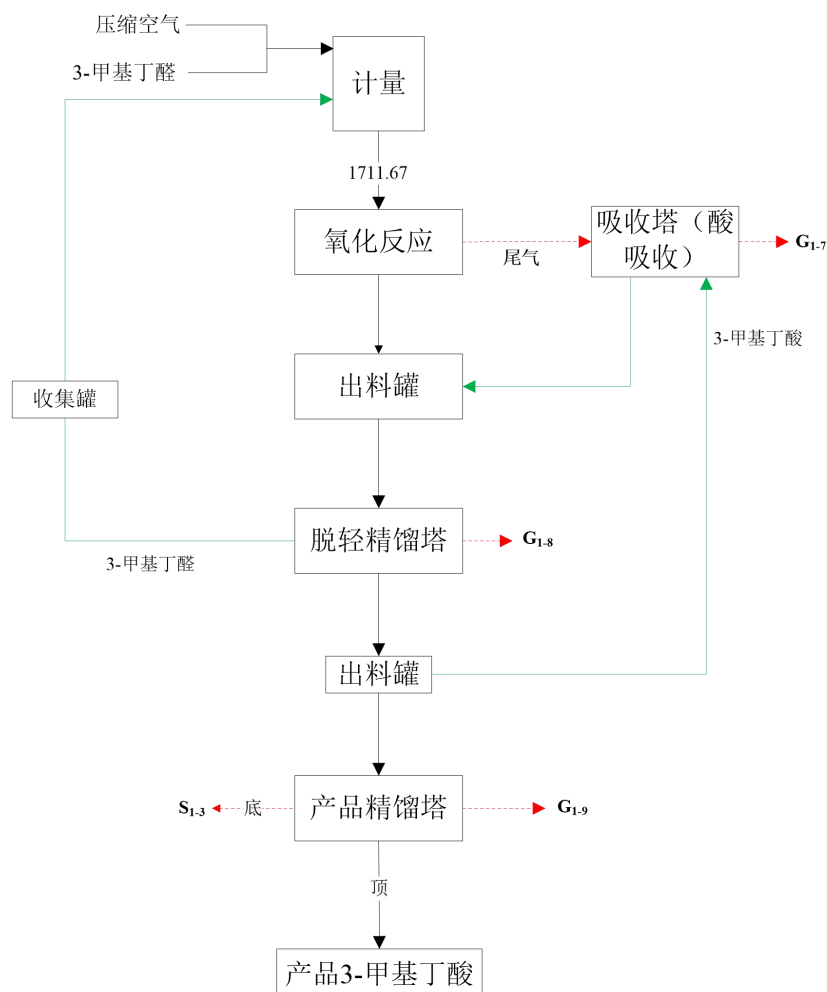 压缩空气
3-甲基丁醛
计量
1711.67
氧化反应
尾气
吸收塔（酸
吸收）
G1-7
3-甲基丁酸
出料罐
收集罐
脱轻精馏塔
G1-8
3-甲基丁醛
出料罐
S1-3
底
产品精馏塔
G1-9
顶
产品3-甲基丁酸